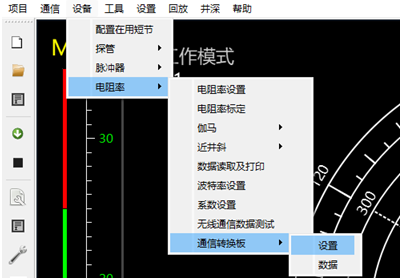 项目 通信 设备 工具 设置 回放 井深 帮助
配置在用短节
探管
工作模式
脉冲器
电阻率
电阻率设置
电阻率标定
伽马
30
近井斜
数据读取及打印
120
波特率设置
300
系数设置
无线通信数据测试
通信转换板
设置
数据
30